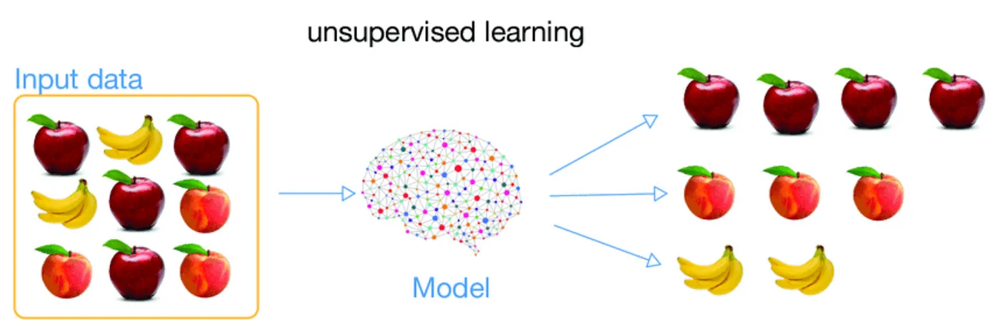 unsupervised learning
Input data
Model